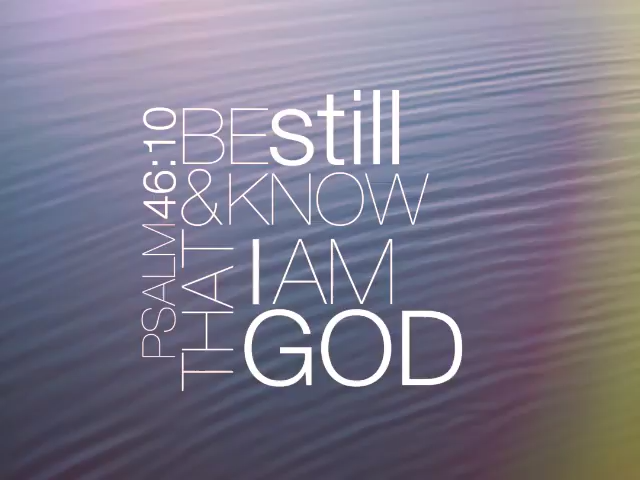 PSALM 46:10
BE still
& KNOW
THAT
I AM
GOD